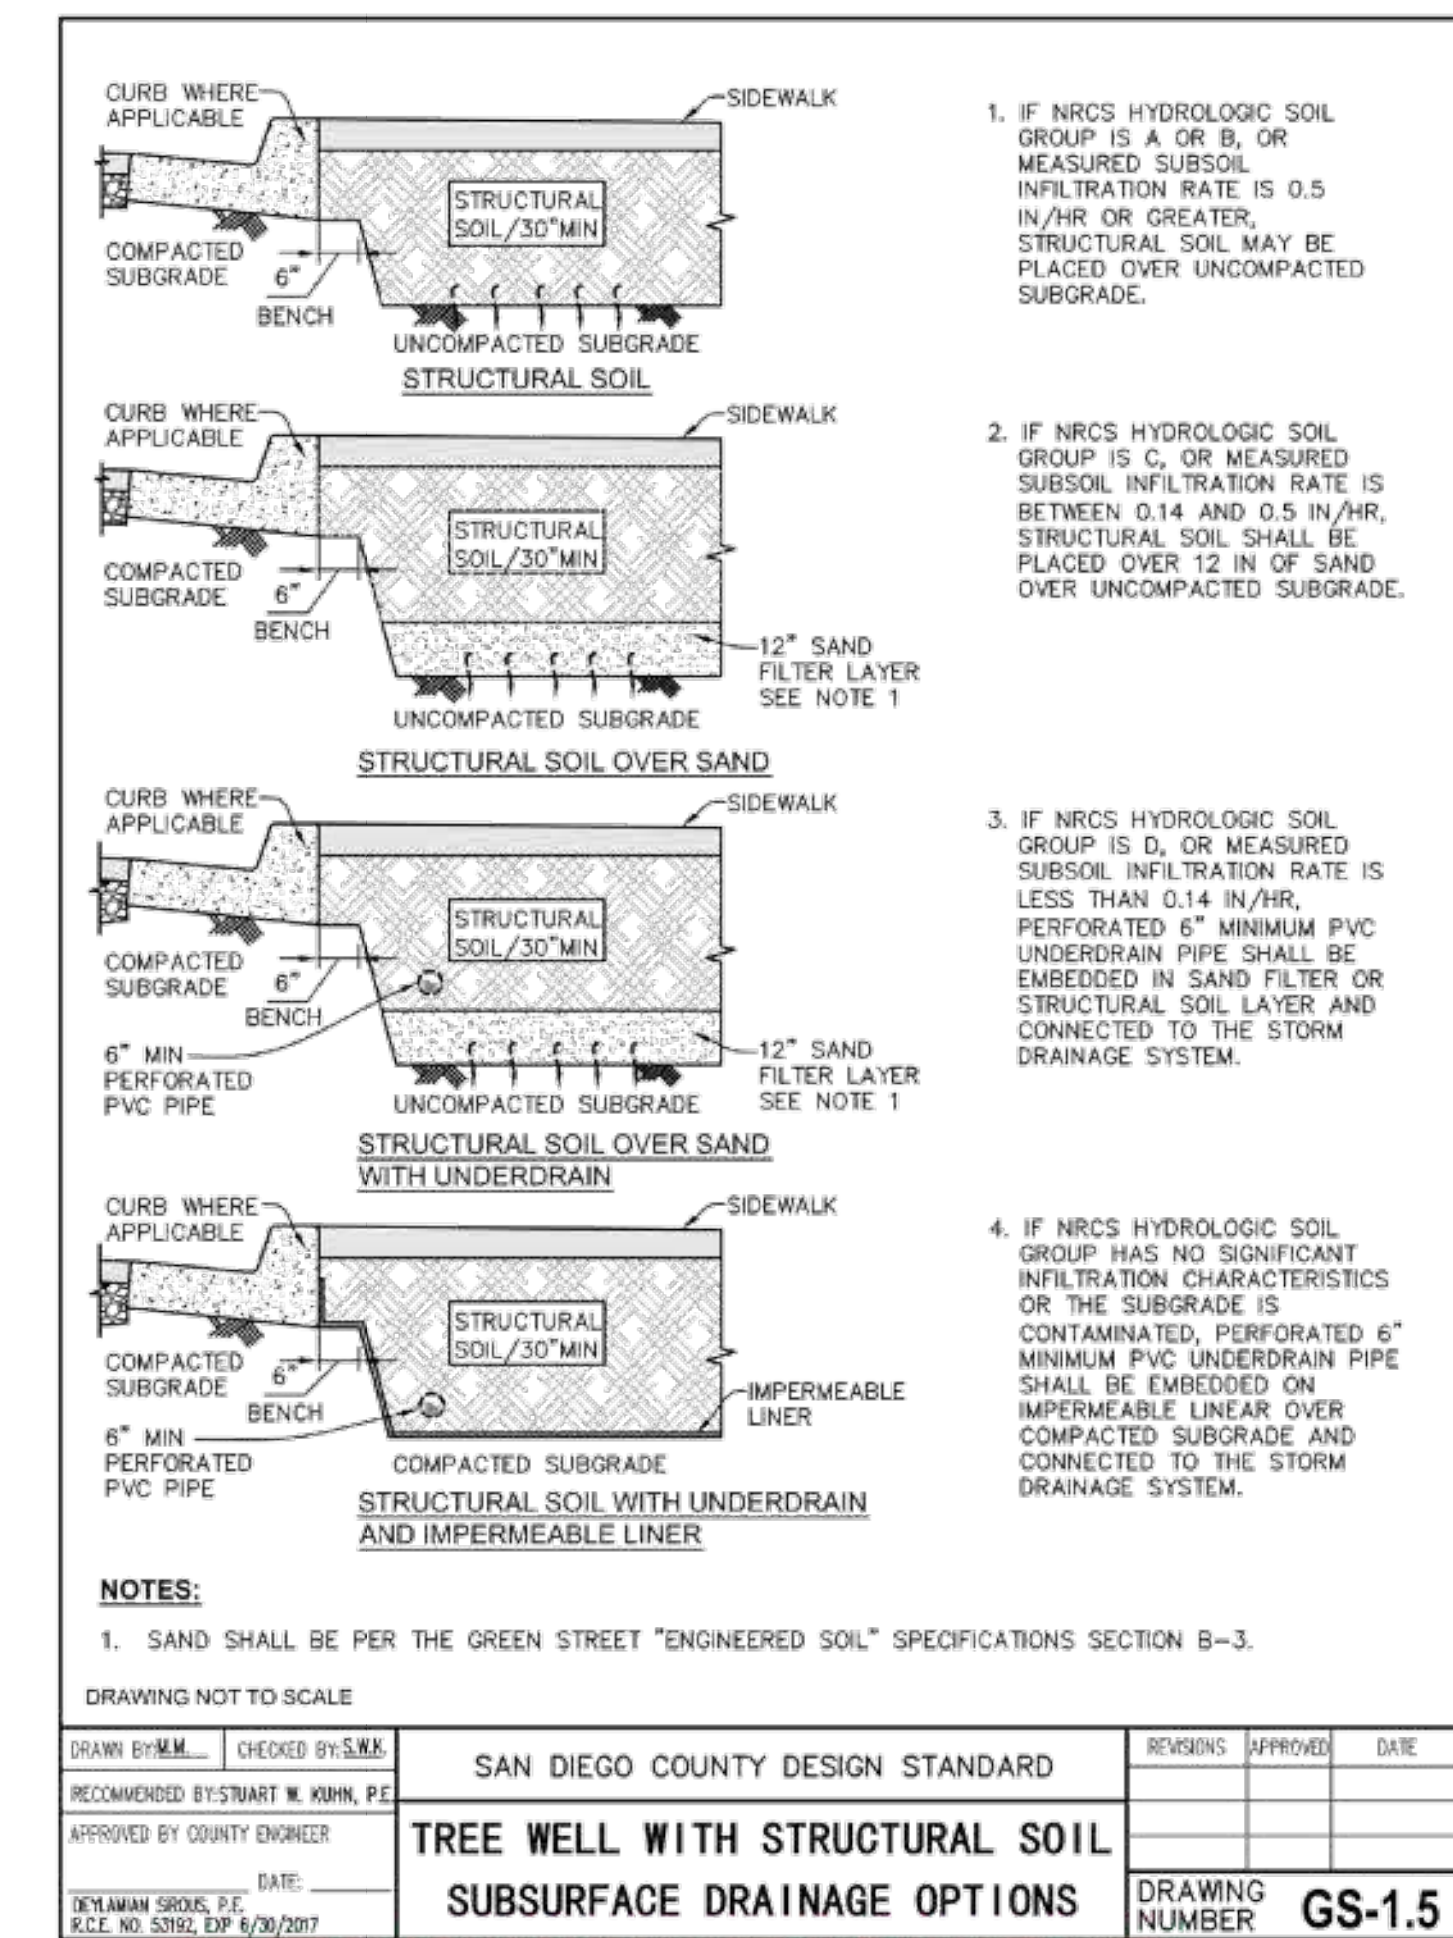 CURB WHERE
APPLICABLE
SIDEWALK
STRUCTURAL
SOIL/30"MIN
COMPACTED
SUBGRADE
6"
BENCH
UNCOMPACTED SUBGRADE
STRUCTURAL SOIL
1. IF NRCS HYDROLOGIC SOIL
GROUP IS A OR B, OR
MEASURED SUBSOIL
INFILTRATION RATE IS 0.5
IN/HR OR GREATER,
STRUCTURAL SOIL MAY BE
PLACED OVER UNCOMPACTED
SUBGRADE.
CURB WHERE
APPLICABLE
SIDEWALK
STRUCTURAL
SOIL/30"MIN
COMPACTED
SUBGRADE
6"
BENCH
12" SAND
FILTER LAYER
SEE NOTE 1
UNCOMPACTED SUBGRADE
STRUCTURAL SOIL OVER SAND
2. IF NRCS HYDROLOGIC SOIL
GROUP IS C, OR MEASURED
SUBSOIL INFILTRATION RATE IS
BETWEEN 0.14 AND 0.5 IN/HR,
STRUCTURAL SOIL SHALL BE
PLACED OVER 12 IN OF SAND
OVER UNCOMPACTED SUBGRADE.
CURB WHERE
APPLICABLE
SIDEWALK
STRUCTURAL
SOIL/30"MIN
COMPACTED
SUBGRADE
6"
BENCH
6" MIN
PERFORATED
PVC PIPE
12" SAND
FILTER LAYER
SEE NOTE 1
UNCOMPACTED SUBGRADE
STRUCTURAL SOIL OVER SAND
WITH UNDERDRAIN
3. IF NRCS HYDROLOGIC SOIL
GROUP IS D, OR MEASURED
SUBSOIL INFILTRATION RATE IS
LESS THAN 0.14 IN/HR,
PERFORATED 6" MINIMUM PVC
UNDERDRAIN PIPE SHALL BE
EMBEDDED IN SAND FILTER OR
STRUCTURAL SOIL LAYER AND
CONNECTED TO THE STORM
DRAINAGE SYSTEM.
CURB WHERE
APPLICABLE
SIDEWALK
STRUCTURAL
SOIL/30"MIN
COMPACTED
SUBGRADE
6"
BENCH
6" MIN
PERFORATED
PVC PIPE
IMPERMEABLE
LINER
COMPACTED SUBGRADE
STRUCTURAL SOIL WITH UNDERDRAIN
AND IMPERMEABLE LINER
4. IF NRCS HYDROLOGIC SOIL
GROUP HAS NO SIGNIFICANT
INFILTRATION CHARACTERISTICS
OR THE SUBGRADE IS
CONTAMINATED, PERFORATED 6"
MINIMUM PVC UNDERDRAIN PIPE
SHALL BE EMBEDDED ON
IMPERMEABLE LINEAR OVER
COMPACTED SUBGRADE AND
CONNECTED TO THE STORM
DRAINAGE SYSTEM.
NOTES:
1. SAND SHALL BE PER THE GREEN STREET "ENGINEERED SOIL" SPECIFICATIONS SECTION B-3.
DRAWING NOT TO SCALE
DRAWN BY: M.M.
CHECKED BY: S.W.K.
RECOMMENDED BY: STUART W. KUHN, P.E.
APPROVED BY COUNTY ENGINEER
DATE:
DEYLAMIAN SIROUS, P.E.
R.C.E. NO. 53192, EXP 6/30/2017
SAN DIEGO COUNTY DESIGN STANDARD
TREE WELL WITH STRUCTURAL SOIL
SUBSURFACE DRAINAGE OPTIONS
REVISIONS APPROVED DATE
DRAWING
NUMBER
GS-1.5